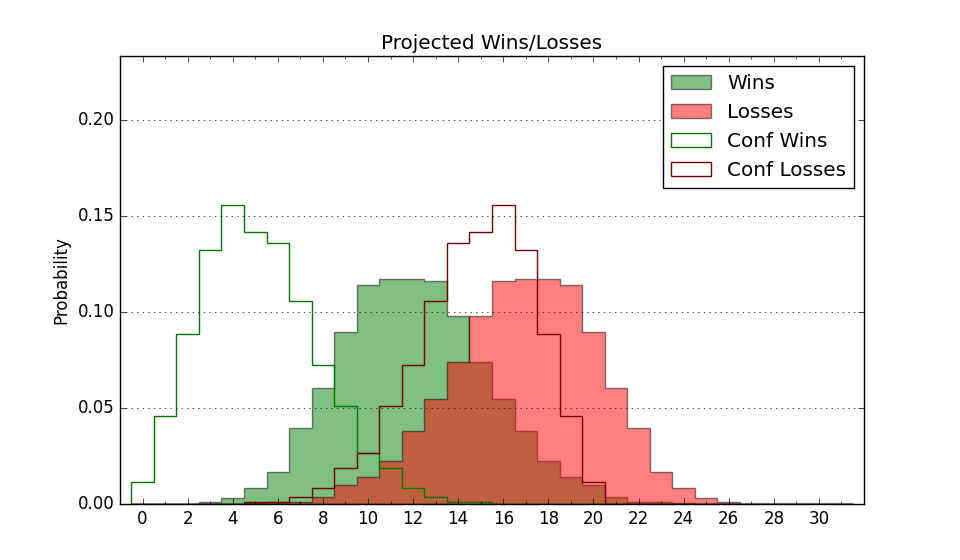 Projected Wins/Losses
Wins
Losses
Conf Wins
Conf Losses
Probability
0.20
0.15
0.10
0.05
0.00
0 2 4 6 8 10 12 14 16 18 20 22 24 26 28 30